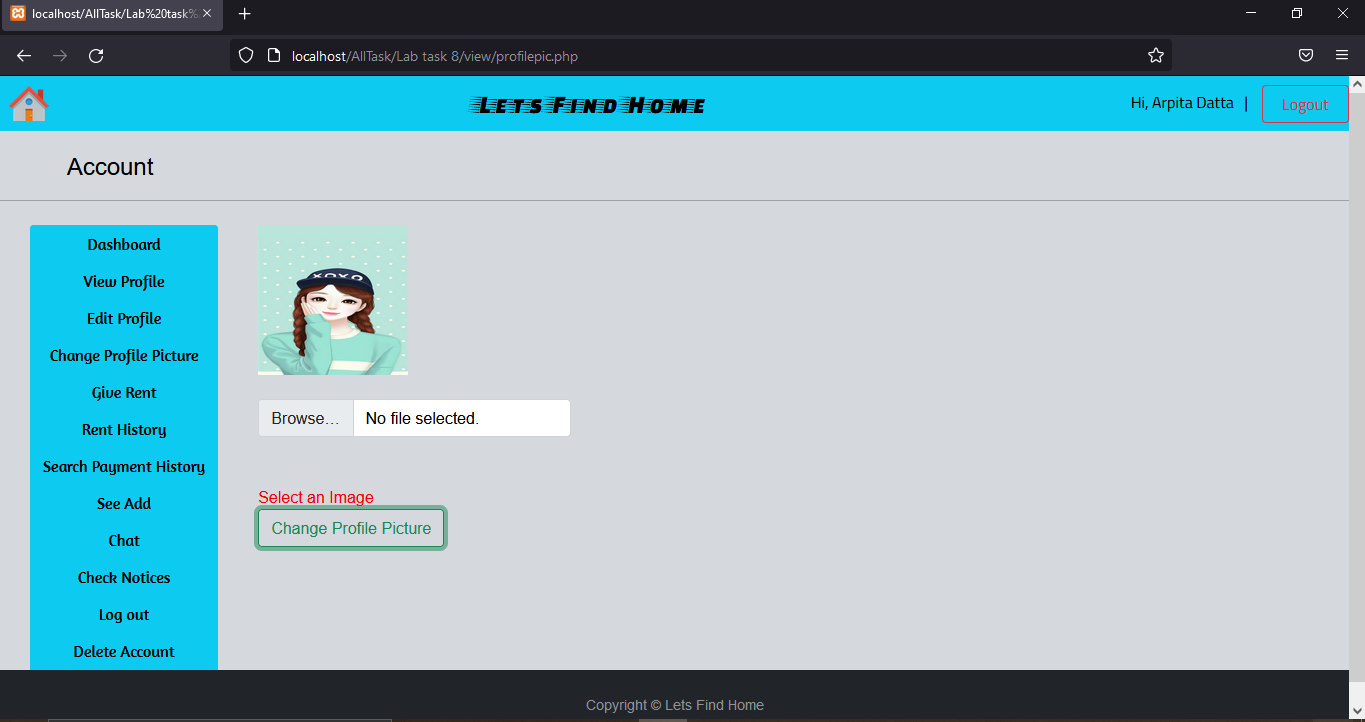 localhost/AllTask/Lab%20task%2
localhost/AllTask/Lab task 8/view/profilepic.php
Lets Find Home
Hi, Arpita Datta |
Logout
Account
Dashboard
View Profile
Edit Profile
Change Profile Picture
Give Rent
Rent History
Search Payment History
See Add
Chat
Check Notices
Log out
Delete Account
XOXO
Browse...
No file selected.
Select an Image
Change Profile Picture
Copyright © Lets Find Home